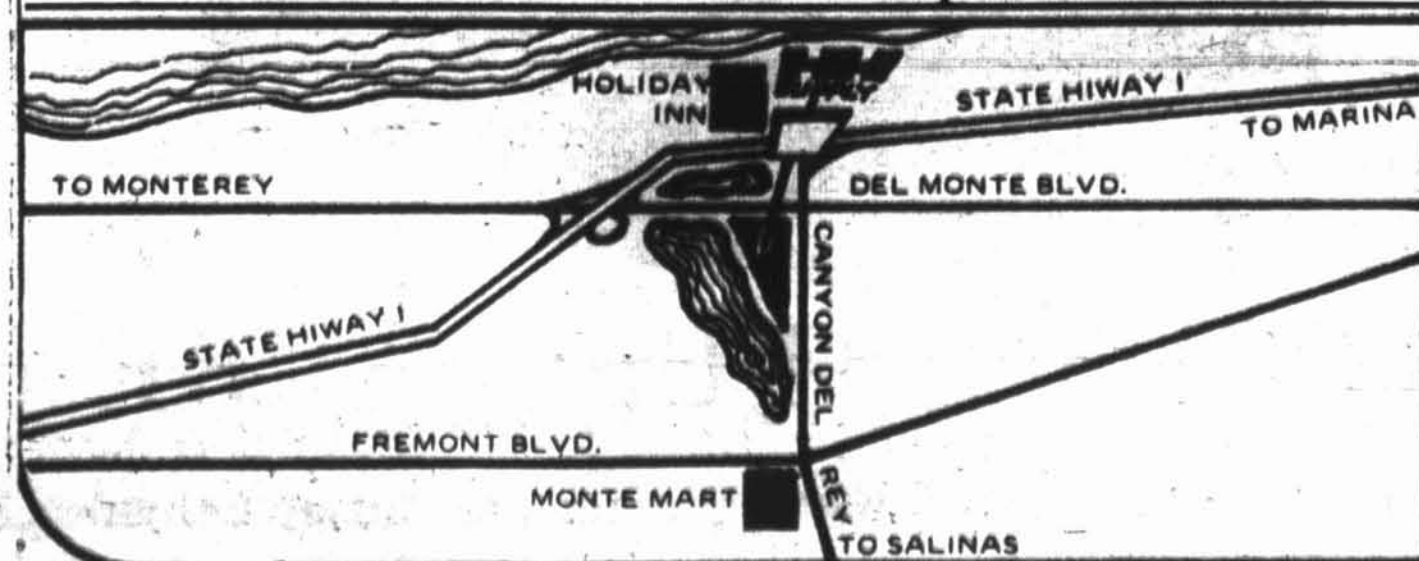 HOLIDAY
INN
STATE HIWAY 1
TO MARINA
TO MONTEREY
DEL MONTE BLVD.
CANYON DEL
REY
STATE HIWAY 1
FREMONT BLVD.
MONTE MART
TO SALINAS